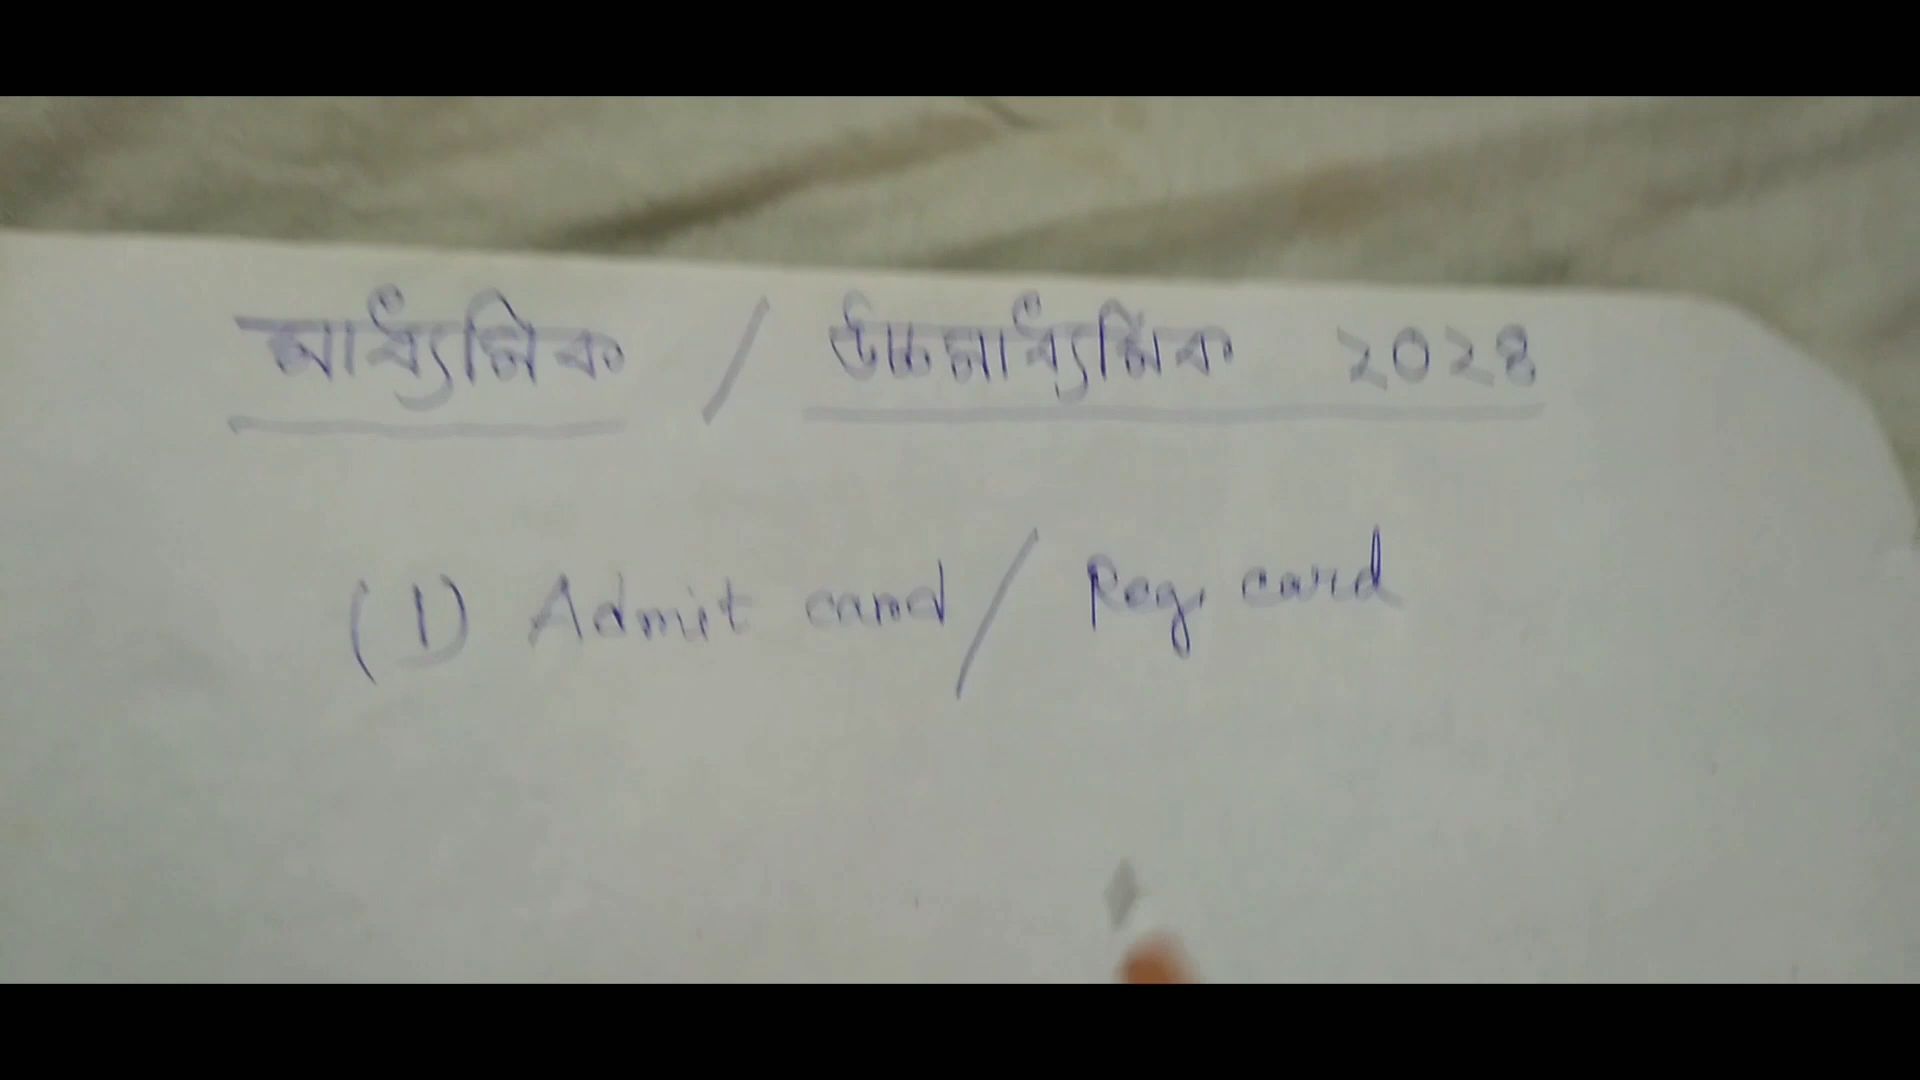 মাধ্যমিক / উচ্চমাধ্যমিক ২০২৪
(1) Admit card / Reg. card